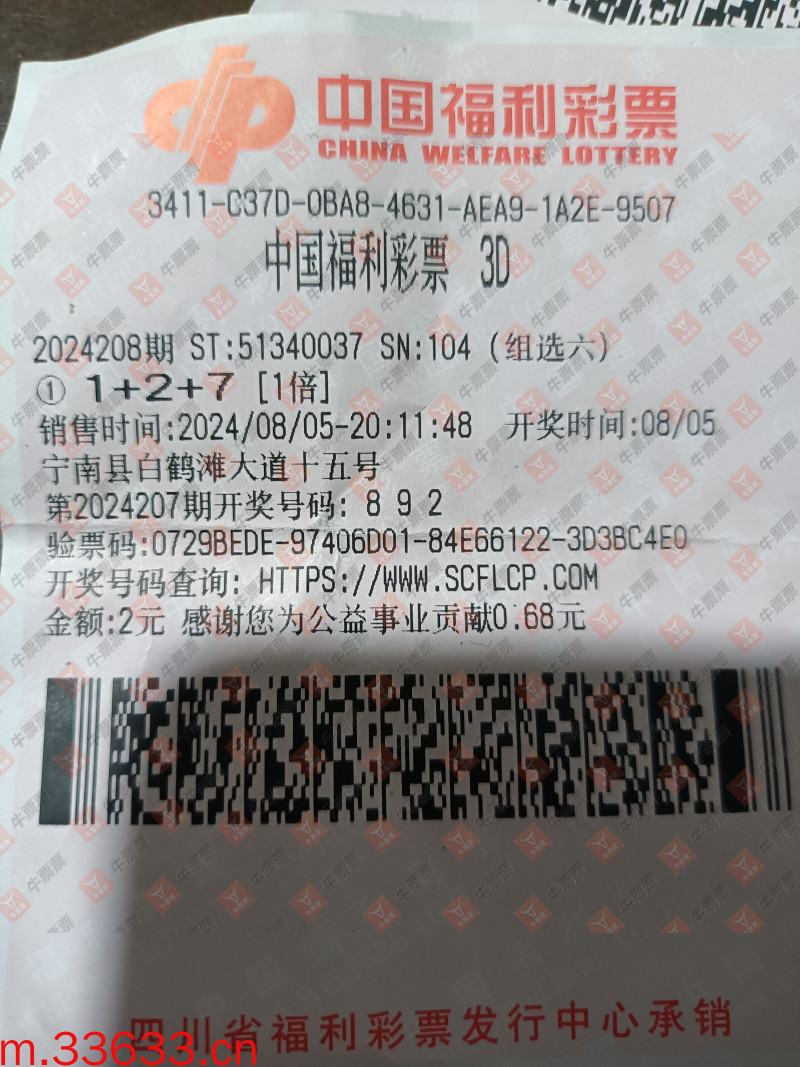 中国福利彩票
CHINA WELFARE LOTTERY
3411-C37D-0BA8-4631-AEA9-1A2E-9507
中国福利彩票 3D
2024208期 ST:51340037 SN:104 (组选六)
① 1+2+7 [1倍]
销售时间:2024/08/05-20:11:48 开奖时间:08/05
宁南县白鹤滩大道十五号
第2024207期开奖号码: 8 9 2
验票码:0729BEDE-97406D01-84E66122-3D3BC4E0
开奖号码查询: HTTPS://WWW.SCFLCP.COM
金额:2元 感谢您为公益事业贡献0.68元
四川省福利彩票发行中心承销
m.33633.cn
牛票票